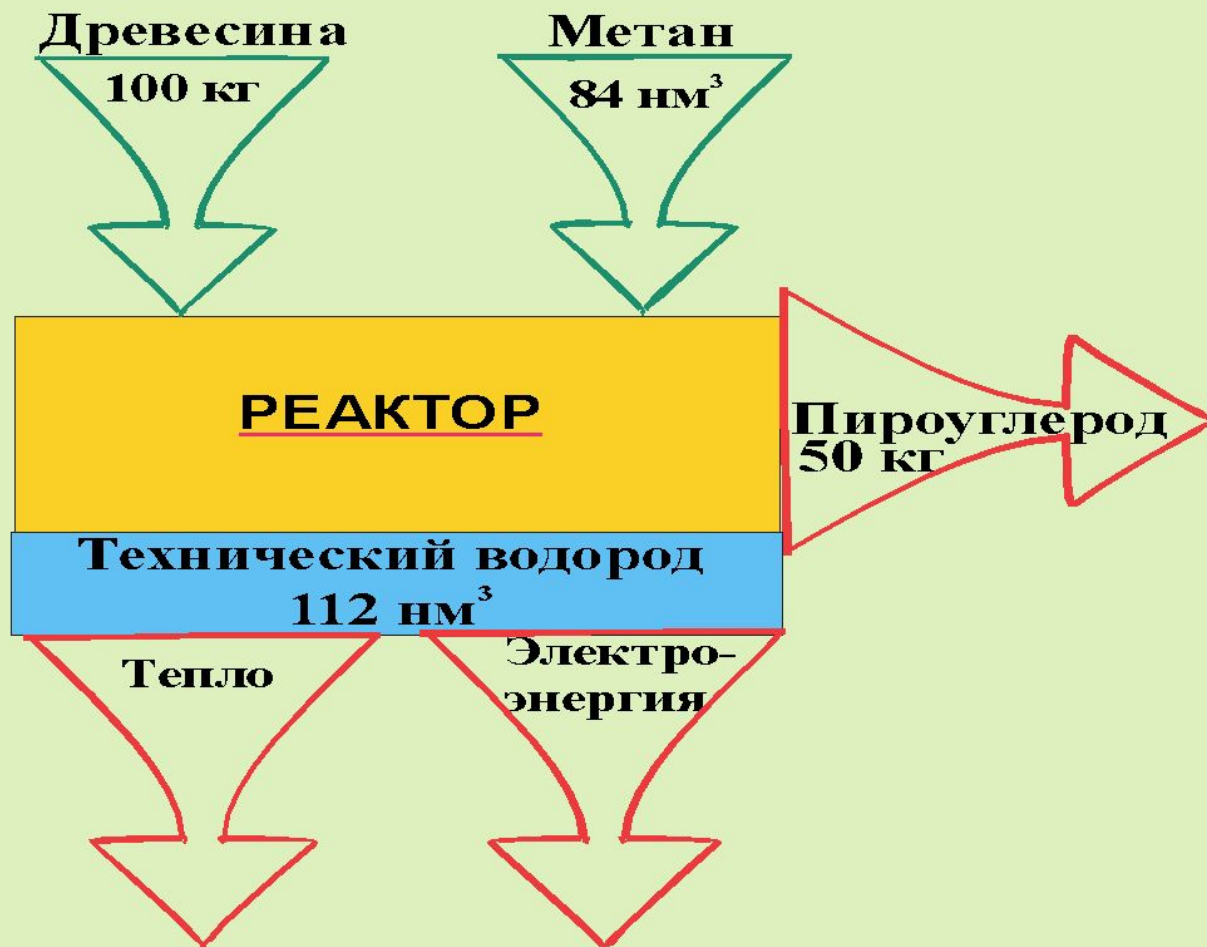 Древесина
100 кг
Метан
84 нм³
РЕАКТОР
Пироуглерод
50 кг
Технический водород
112 нм³
Тепло
Электро-
энергия